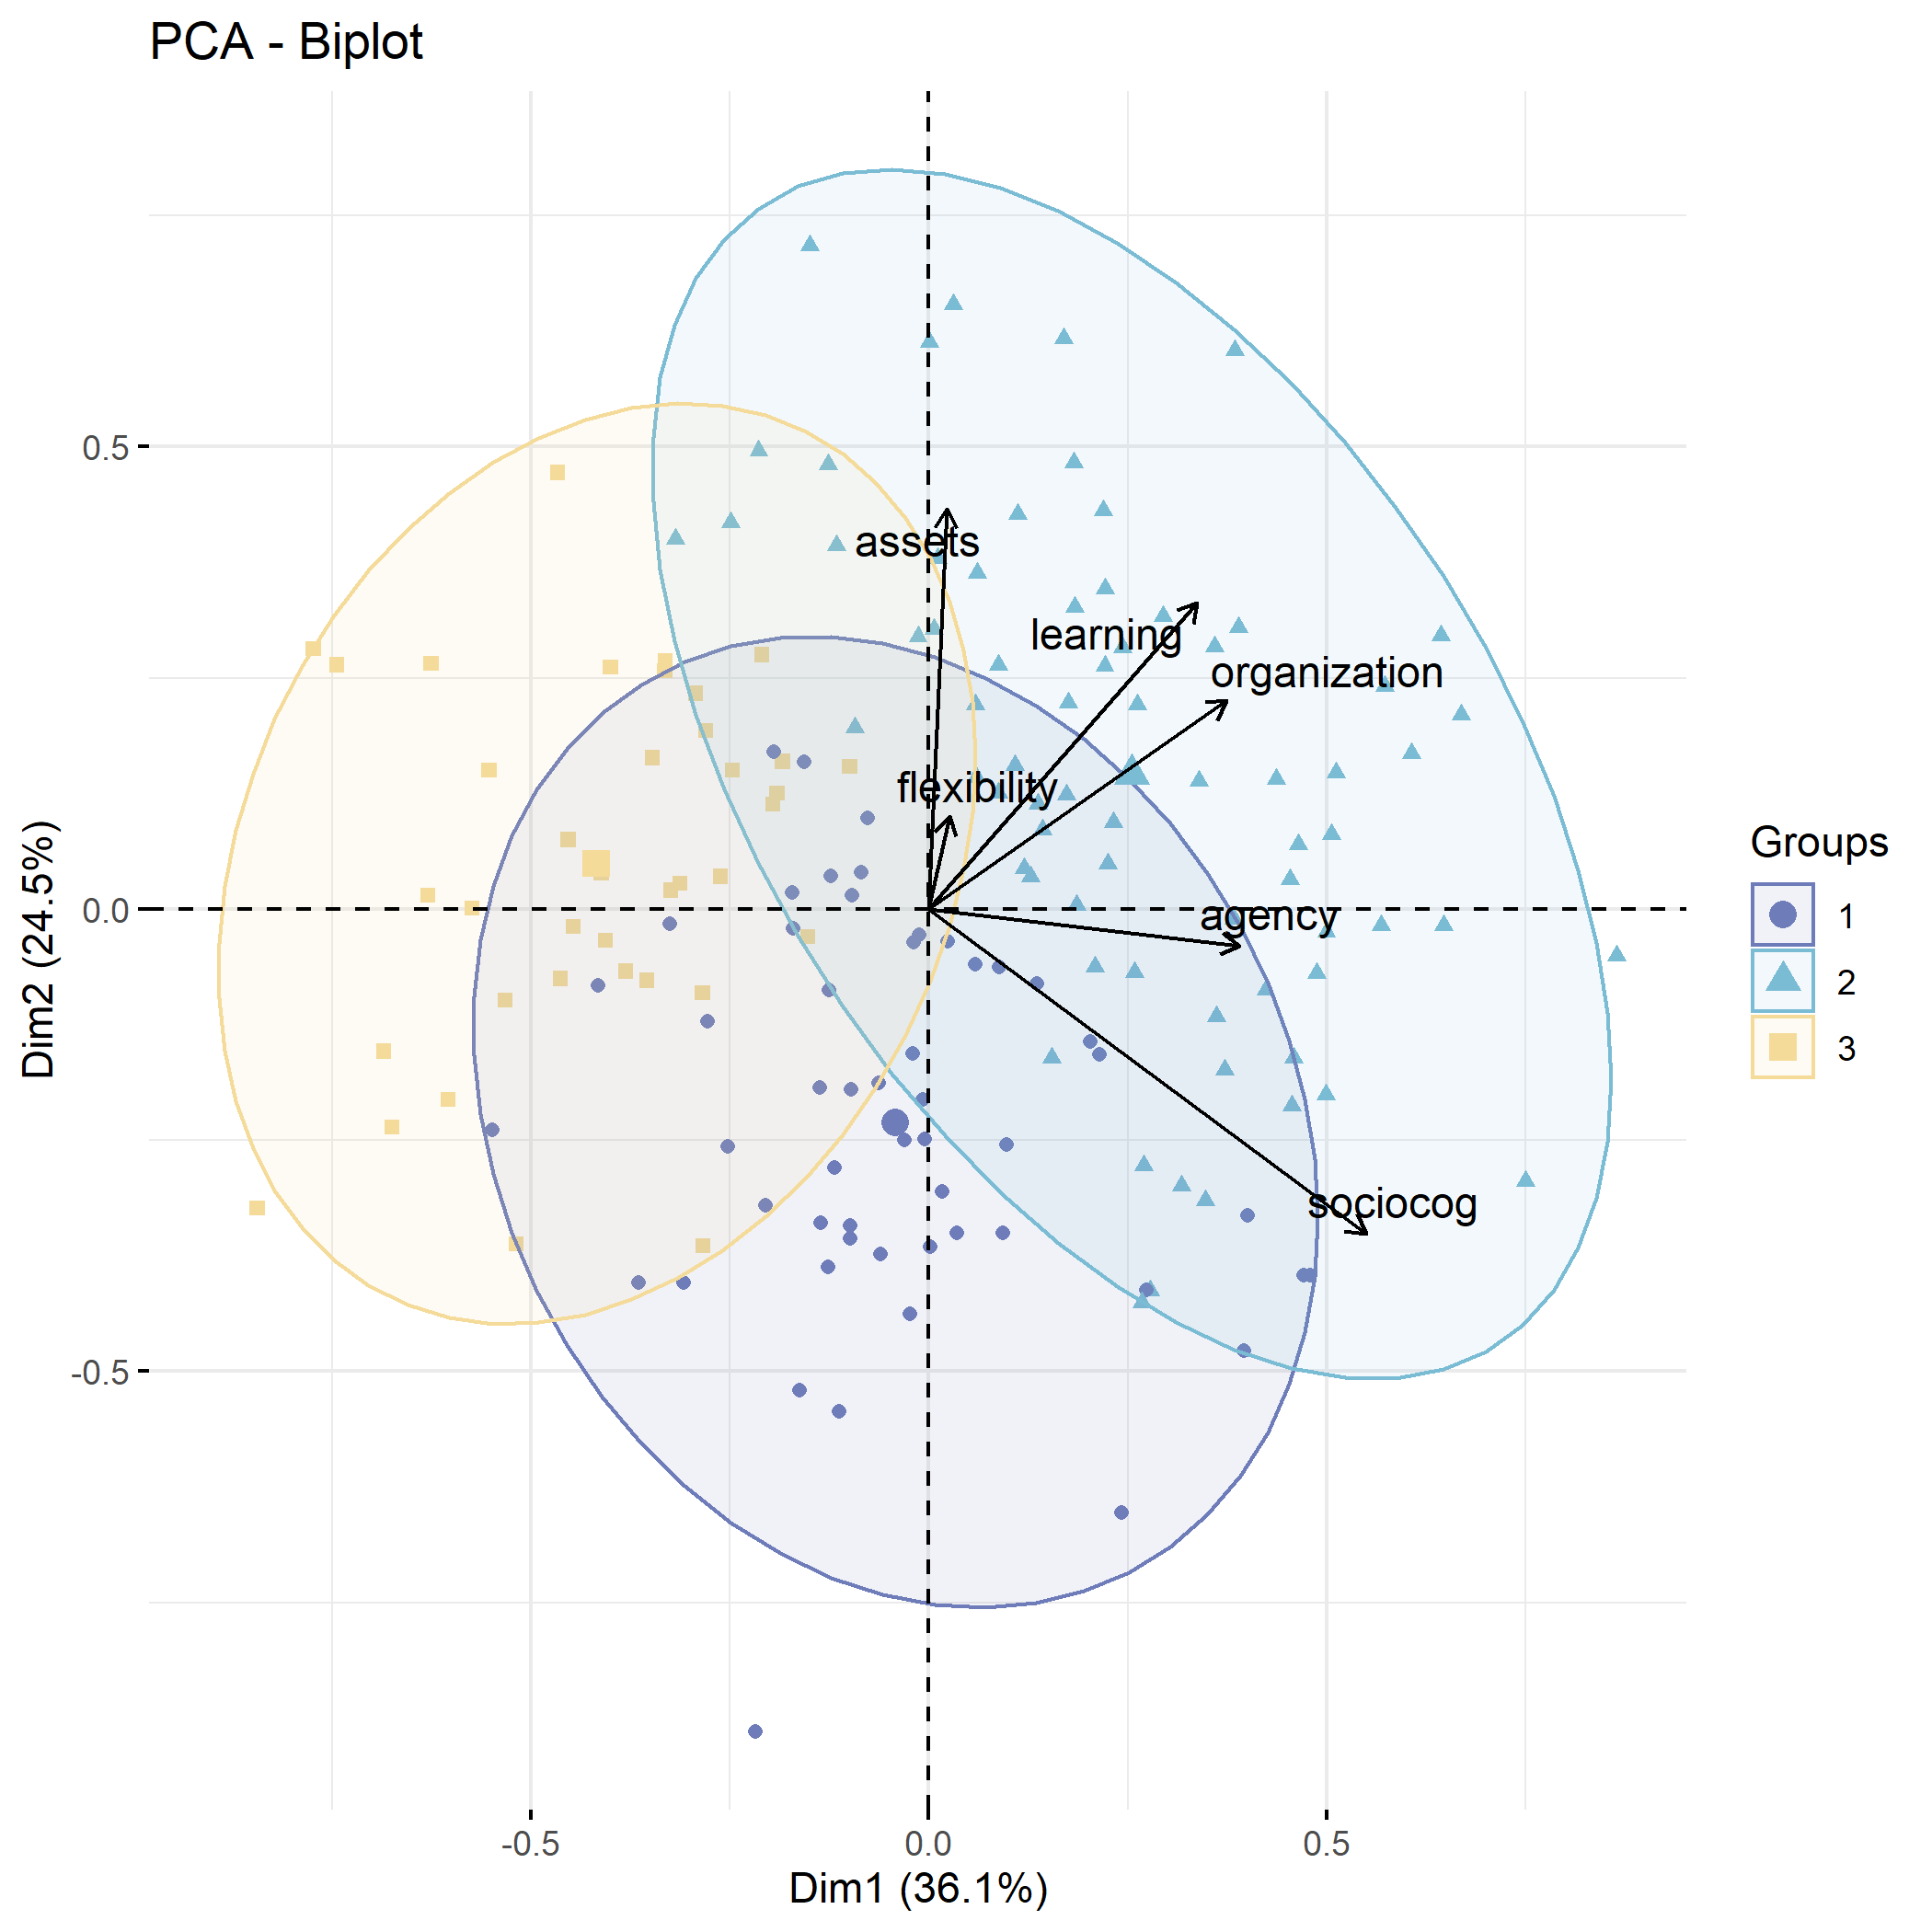 PCA - Biplot
assets
learning
organization
flexibility
agency
sociocog
0.5
0.0
-0.5
Dim2 (24.5%)
-0.5
0.0
0.5
Dim1 (36.1%)
Groups
1
2
3